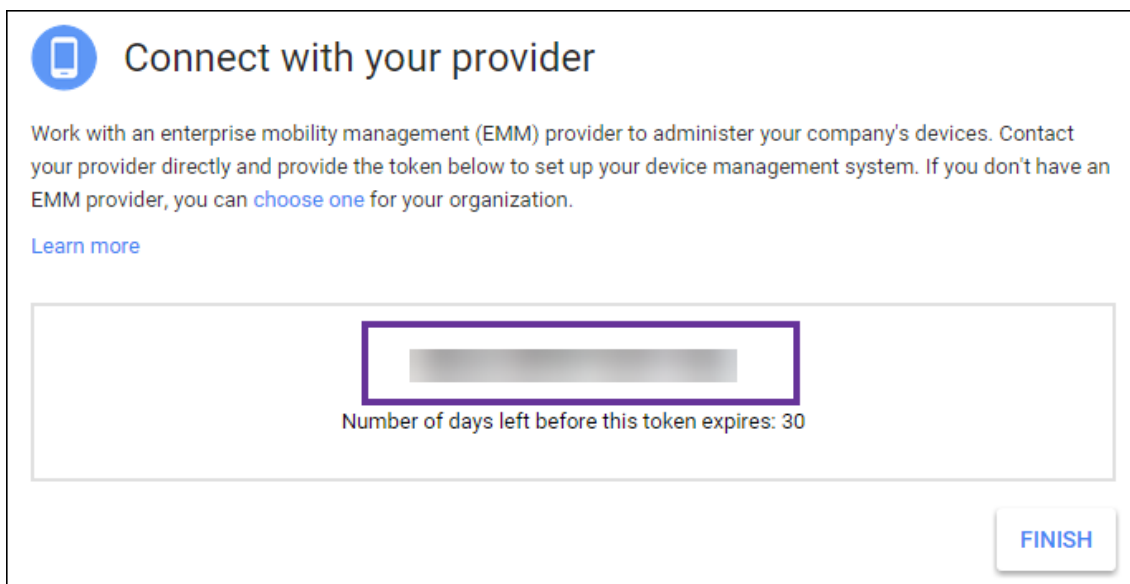 Connect with your provider
Work with an enterprise mobility management (EMM) provider to administer your company's devices. Contact
your provider directly and provide the token below to set up your device management system. If you don't have an
EMM provider, you can choose one for your organization.
Learn more
Number of days left before this token expires: 30
FINISH